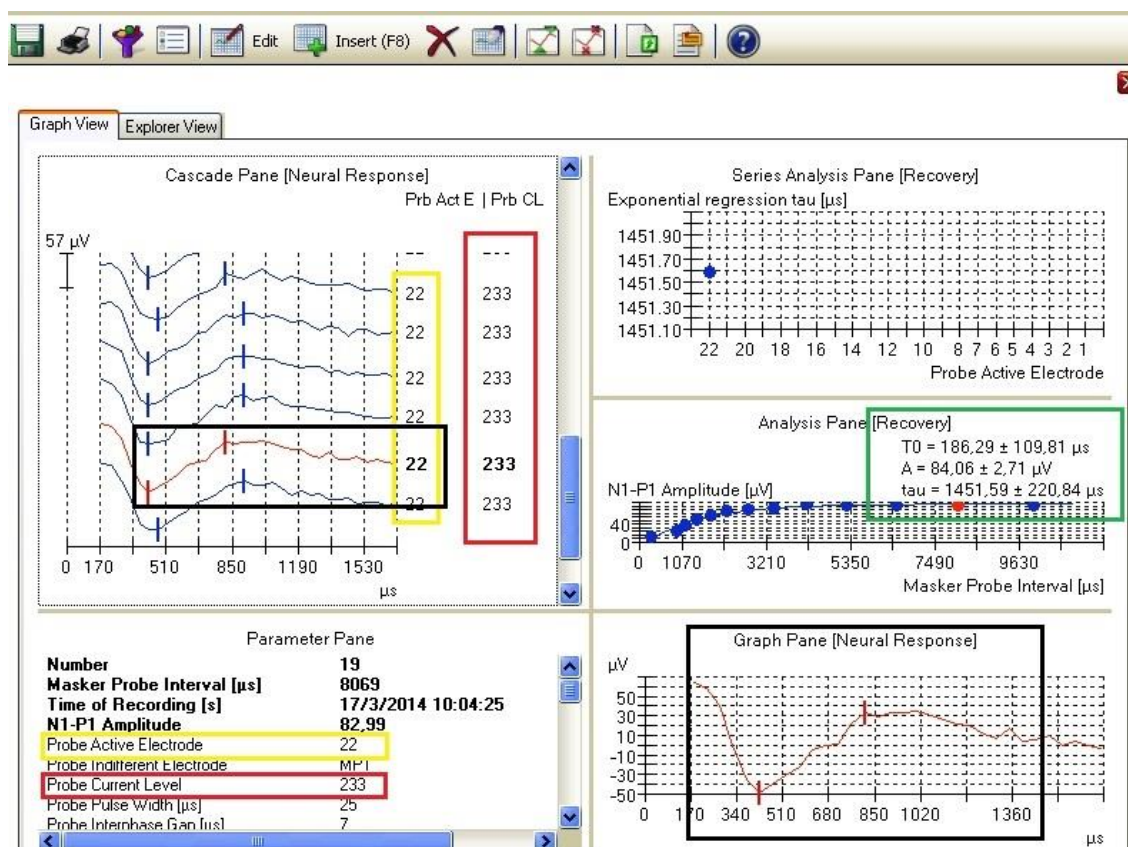 Edit Insert (F8)
Graph View Explorer View
Cascade Pane [Neural Response]
Prb Act E | Prb CL
57 µV
---  ---
22 233
22 233
22 233
22 233
22 233
22 233
0 170 510 850 1190 1530
µs
Series Analysis Pane [Recovery]
Exponential regression tau [µs]
1451.90
1451.70
1451.50
1451.30
1451.10
22 20 18 16 14 12 10 8 7 6 5 4 3 2 1
Probe Active Electrode
Analysis Pane [Recovery]
T0 = 186,29 ± 109,81 µs
A = 84,06 ± 2,71 µV
tau = 1451,59 ± 220,84 µs
N1-P1 Amplitude [µV]
40
0
0 1070 3210 5350 7490 9630
Masker Probe Interval [µs]
Parameter Pane
Number 19
Masker Probe Interval [µs] 8069
Time of Recording [s] 17/3/2014 10:04:25
N1-P1 Amplitude 82,99
Probe Active Electrode 22
Probe Indifferent Electrode MP1
Probe Current Level 233
Probe Pulse Width [µs] 25
Probe Interphase Gap [µs] 7
Graph Pane [Neural Response]
µV
50
30
10
-10
-30
-50
0 170 340 510 680 850 1020 1360
µs